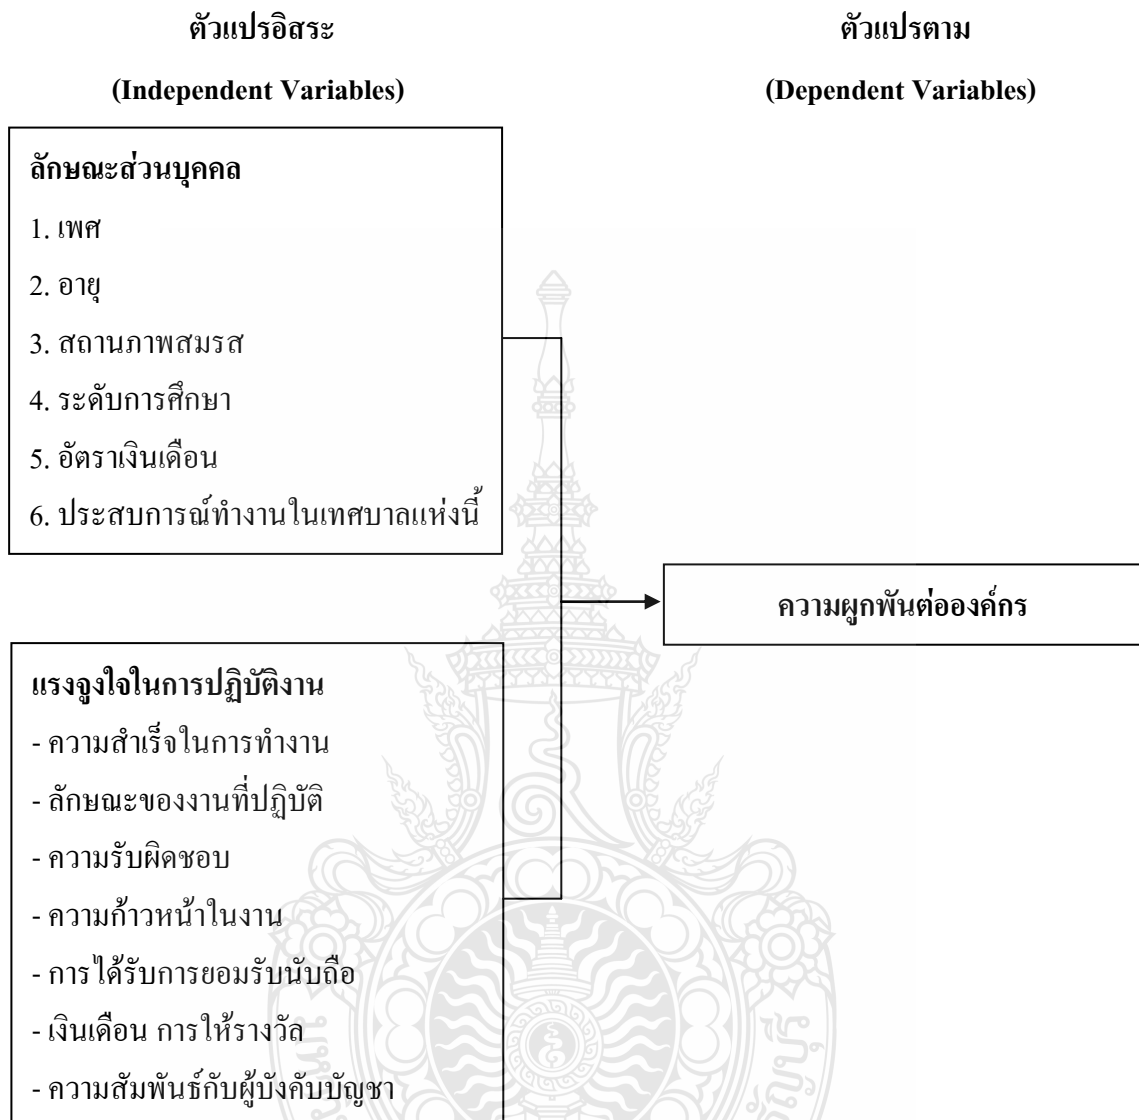 ตัวแปรอิสระ
(Independent Variables)
ตัวแปรตาม
(Dependent Variables)
ลักษณะส่วนบุคคล
1. เพศ
2. อายุ
3. สถานภาพสมรส
4. ระดับการศึกษา
5. อัตราเงินเดือน
6. ประสบการณ์ทำงานในเทศบาลแห่งนี้
ความผูกพันต่อองค์กร
แรงจูงใจในการปฏิบัติงาน
- ความสำเร็จในการทำงาน
- ลักษณะของงานที่ปฏิบัติ
- ความรับผิดชอบ
- ความก้าวหน้าในงาน
- การได้รับการยอมรับนับถือ
- เงินเดือน การให้รางวัล
- ความสัมพันธ์กับผู้บังคับบัญชา